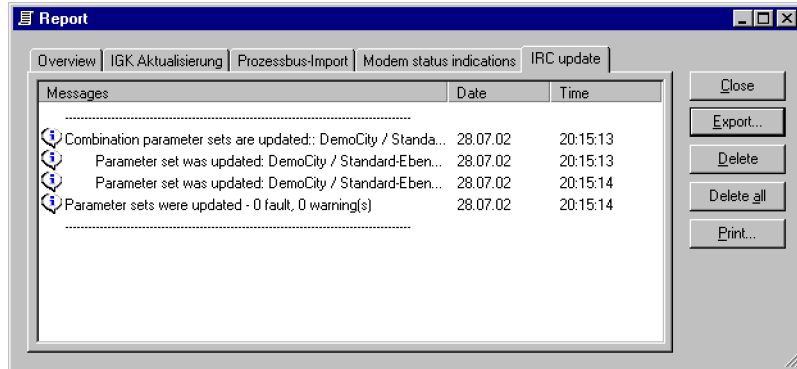 Report
Overview IGK Aktualisierung Prozessbus-Import Modem status indications IRC update
Messages Date Time
--------------------------------------------------------------------------------
Combination parameter sets are updated:: DemoCity / Standa... 28.07.02 20:15:13
Parameter set was updated: DemoCity / Standard-Eben... 28.07.02 20:15:13
Parameter set was updated: DemoCity / Standard-Eben... 28.07.02 20:15:14
Parameter sets were updated - 0 fault, 0 warning(s) 28.07.02 20:15:14
--------------------------------------------------------------------------------
Close
Export...
Delete
Delete all
Print...